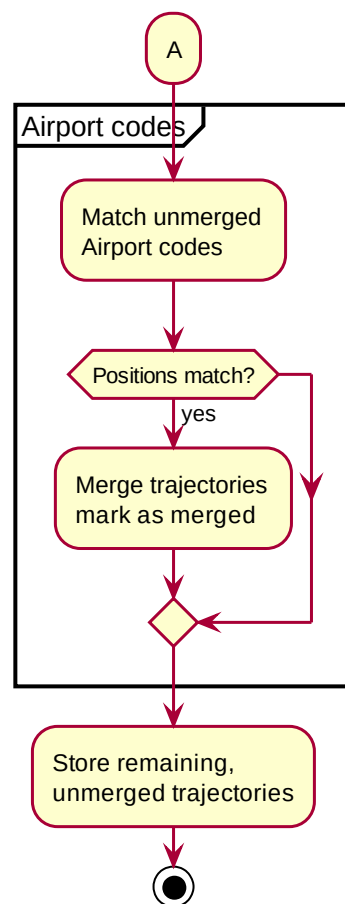 A
Airport codes
Match unmerged
Airport codes
Positions match?
yes
Merge trajectories
mark as merged
Store remaining,
unmerged trajectories